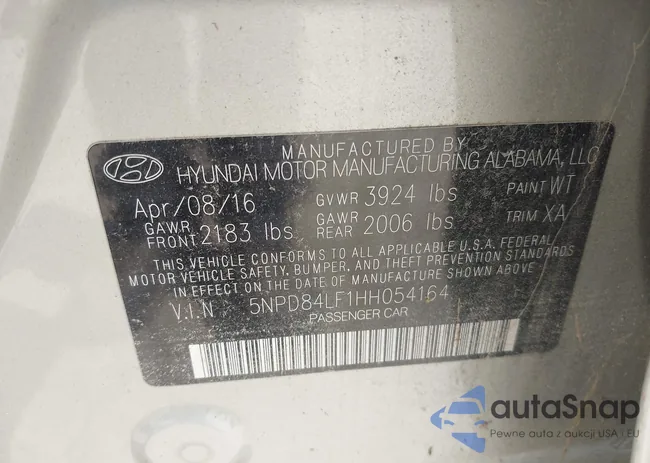 MANUFACTURED BY
HYUNDAI MOTOR MANUFACTURING ALABAMA, LLC
Apr/08/16 GVWR 3924 lbs PAINT WT
GAWR FRONT 2183 lbs GAWR REAR 2006 lbs TRIM XA
THIS VEHICLE CONFORMS TO ALL APPLICABLE U.S.A. FEDERAL
MOTOR VEHICLE SAFETY, BUMPER, AND THEFT PREVENTION STANDARDS
IN EFFECT ON THE DATE OF MANUFACTURE SHOWN ABOVE
V.I.N 5NPD84LF1HH054164
PASSENGER CAR
autaSnap
Pewne auta z aukcji USA i EU